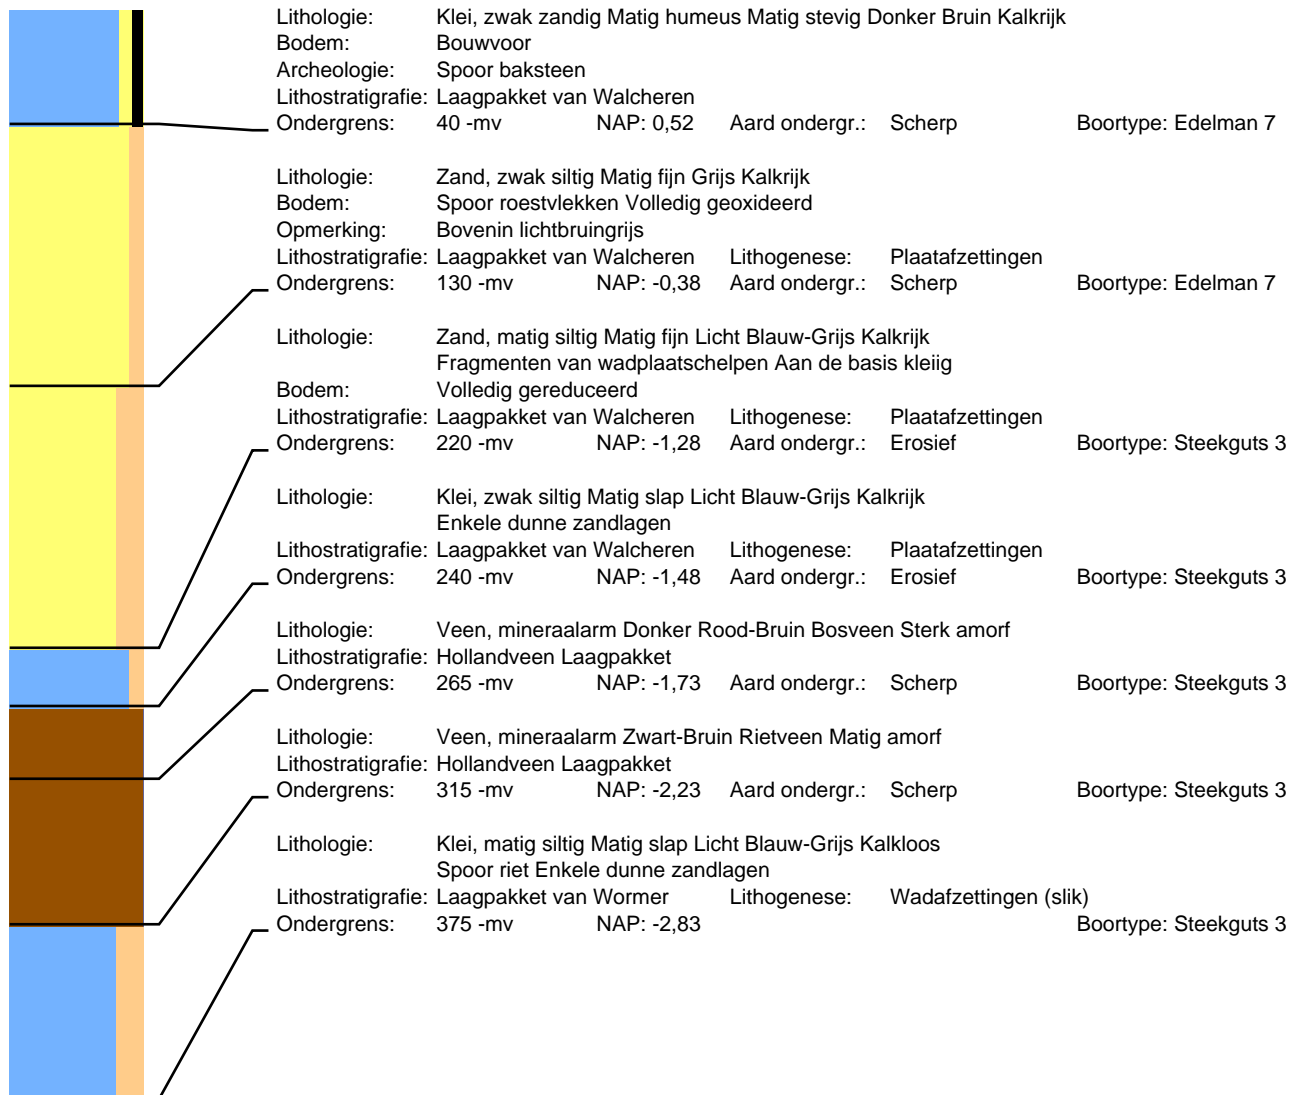 Lithologie: Klei, zwak zandig Matig humeus Matig stevig Donker Bruin Kalkrijk
Bodem: Bouwvoor
Archeologie: Spoor baksteen
Lithostratigrafie: Laagpakket van Walcheren
Ondergrens: 40 -mv NAP: 0,52 Aard ondergr.: Scherp Boortype: Edelman 7
Lithologie: Zand, zwak siltig Matig fijn Grijs Kalkrijk
Bodem: Spoor roestvlekken Volledig geoxideerd
Opmerking: Bovenin lichtbruingrijs
Lithostratigrafie: Laagpakket van Walcheren Lithogenese: Plaatafzettingen
Ondergrens: 130 -mv NAP: -0,38 Aard ondergr.: Scherp Boortype: Edelman 7
Lithologie: Zand, matig siltig Matig fijn Licht Blauw-Grijs Kalkrijk
Fragmenten van wadplaatschelpen Aan de basis kleiig
Bodem: Volledig gereduceerd
Lithostratigrafie: Laagpakket van Walcheren Lithogenese: Plaatafzettingen
Ondergrens: 220 -mv NAP: -1,28 Aard ondergr.: Erosief Boortype: Steekguts 3
Lithologie: Klei, zwak siltig Matig slap Licht Blauw-Grijs Kalkrijk
Enkele dunne zandlagen
Lithostratigrafie: Laagpakket van Walcheren Lithogenese: Plaatafzettingen
Ondergrens: 240 -mv NAP: -1,48 Aard ondergr.: Erosief Boortype: Steekguts 3
Lithologie: Veen, mineraalarm Donker Rood-Bruin Bosveen Sterk amorf
Lithostratigrafie: Hollandveen Laagpakket
Ondergrens: 265 -mv NAP: -1,73 Aard ondergr.: Scherp Boortype: Steekguts 3
Lithologie: Veen, mineraalarm Zwart-Bruin Rietveen Matig amorf
Lithostratigrafie: Hollandveen Laagpakket
Ondergrens: 315 -mv NAP: -2,23 Aard ondergr.: Scherp Boortype: Steekguts 3
Lithologie: Klei, matig siltig Matig slap Licht Blauw-Grijs Kalkloos
Spoor riet Enkele dunne zandlagen
Lithostratigrafie: Laagpakket van Wormer Lithogenese: Wadafzettingen (slik)
Ondergrens: 375 -mv NAP: -2,83 Boortype: Steekguts 3